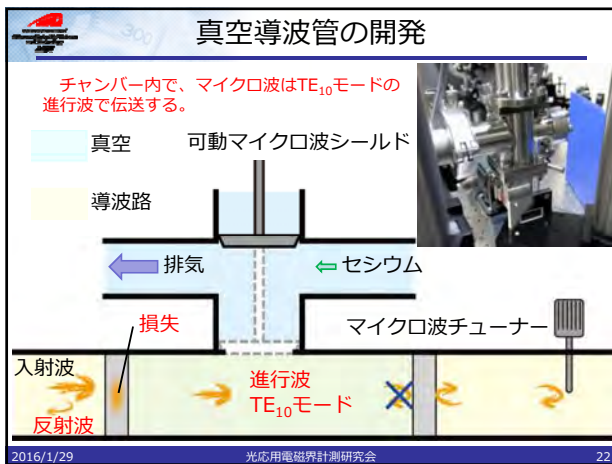 真空導波管の開発
チャンバー内で、マイクロ波はTE10モードの
進行波で伝送する。
真空
可動マイクロ波シールド
導波路
排気
セシウム
損失
マイクロ波チューナー
入射波
進行波
TE10モード
反射波
2016/1/29
光応用電磁界計測研究会
22